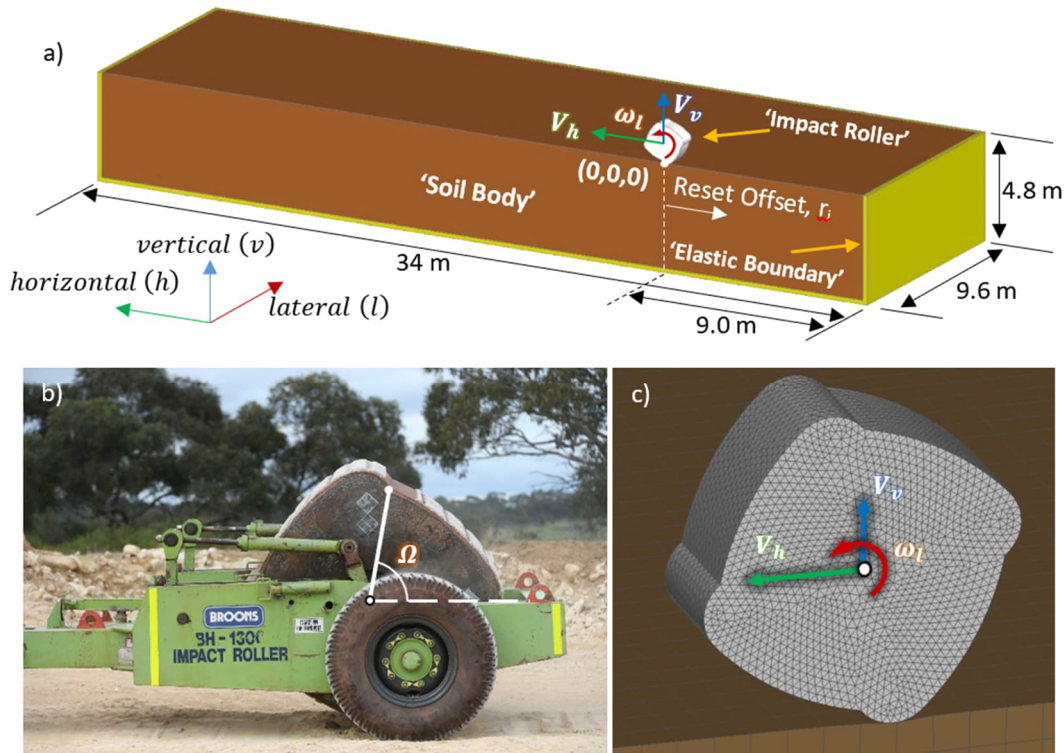 a)
V_v
ω_l
V_h
'Impact Roller'
(0,0,0)
'Soil Body'
Reset Offset, r_i
'Elastic Boundary'
4.8 m
vertical (v)
horizontal (h)
lateral (l)
34 m
9.0 m
9.6 m
b)
Ω
BROONS
BH-130
IMPACT ROLLER
c)
V_v
V_h
ω_l